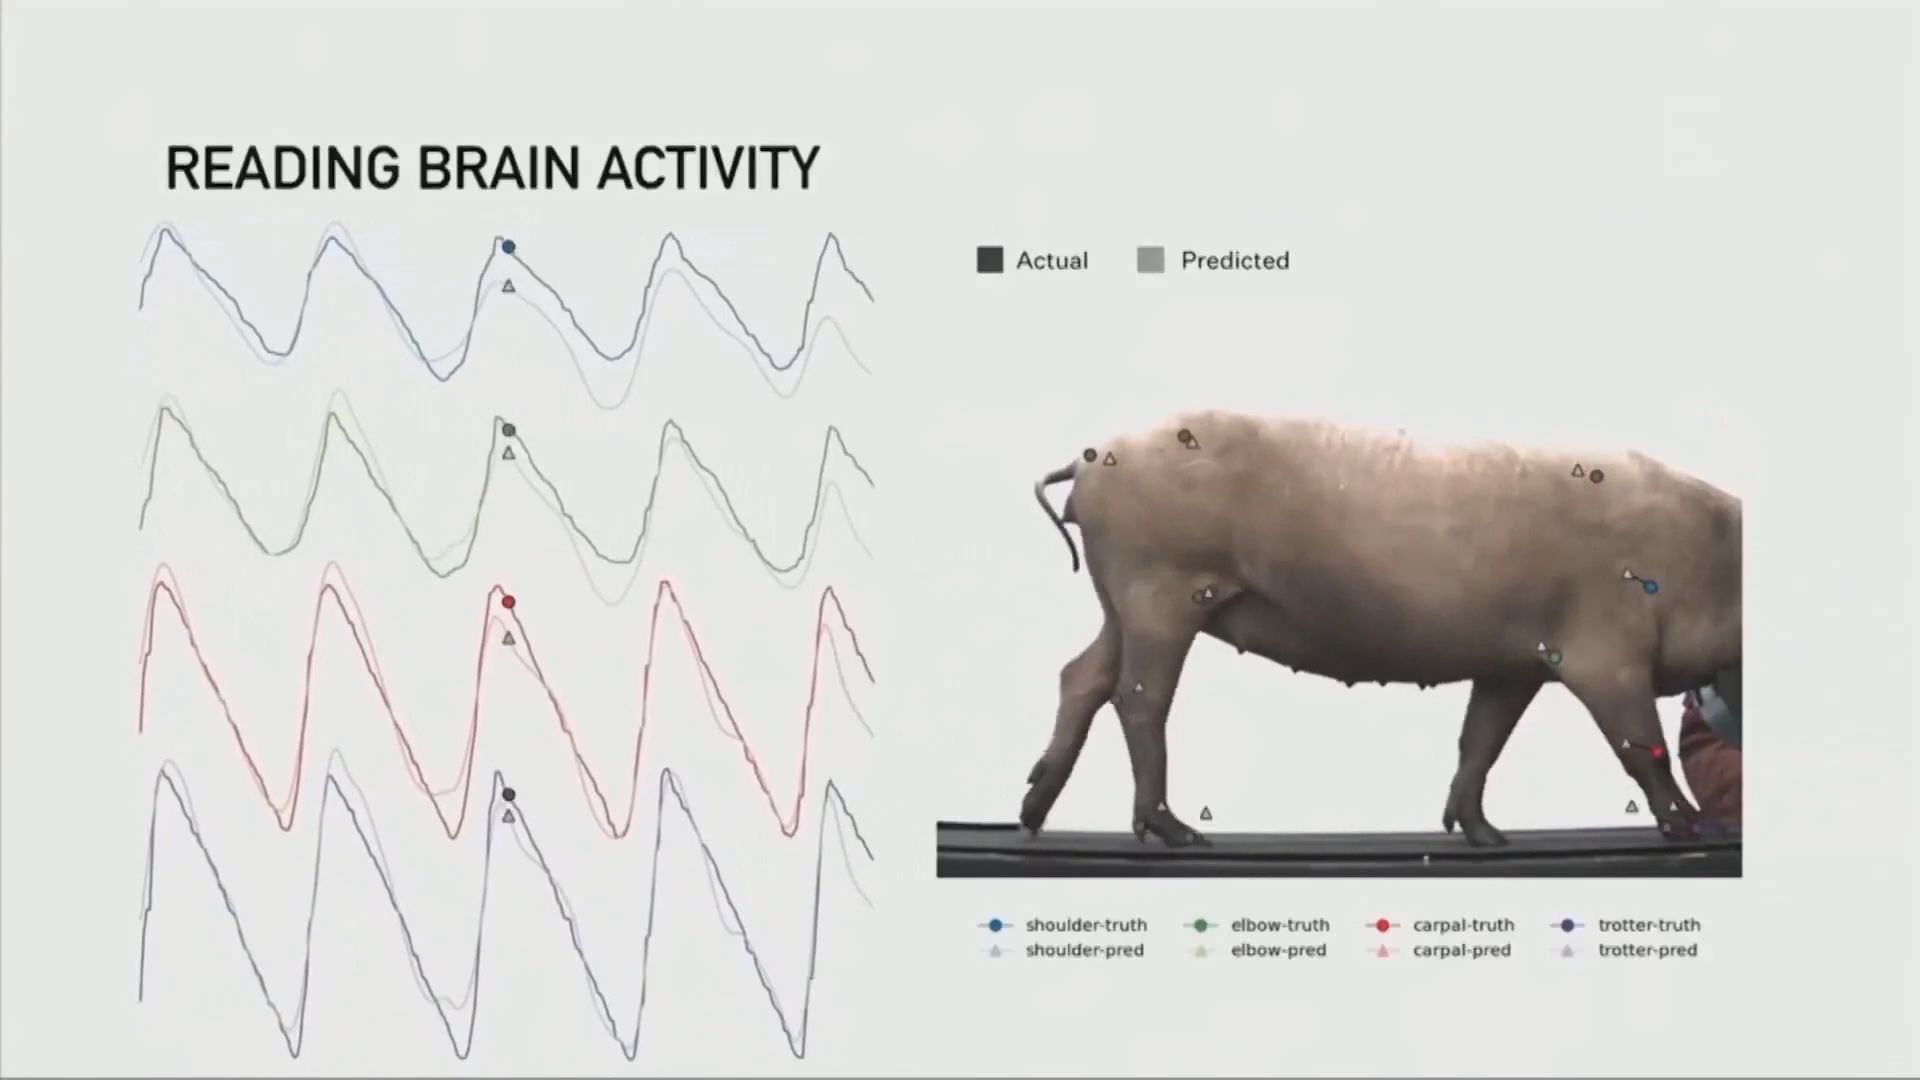 READING BRAIN ACTIVITY
Actual Predicted
shoulder-truth elbow-truth carpal-truth trotter-truth
shoulder-pred elbow-pred carpal-pred trotter-pred